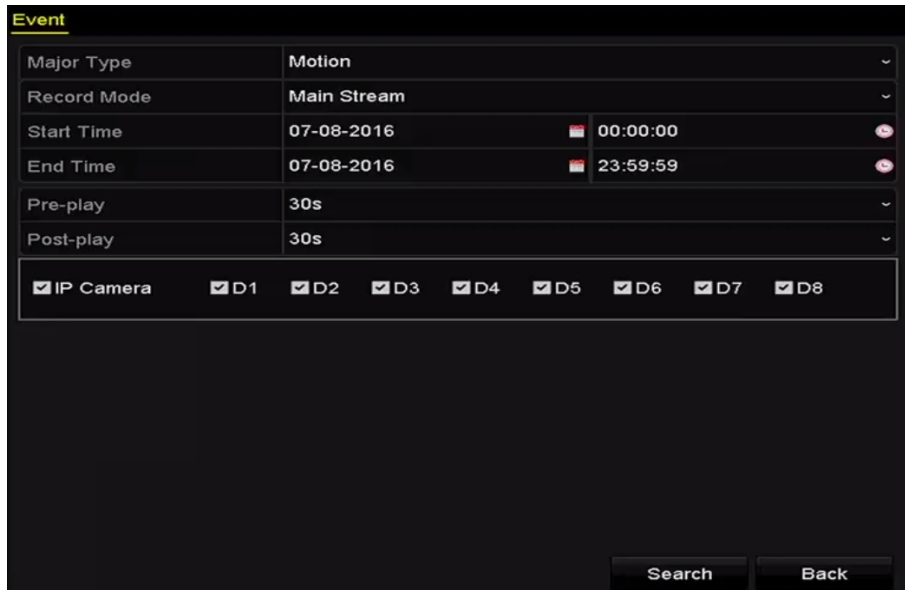 Event
Major Type Motion
Record Mode Main Stream
Start Time 07-08-2016 00:00:00
End Time 07-08-2016 23:59:59
Pre-play 30s
Post-play 30s
IP Camera D1 D2 D3 D4 D5 D6 D7 D8
Search Back